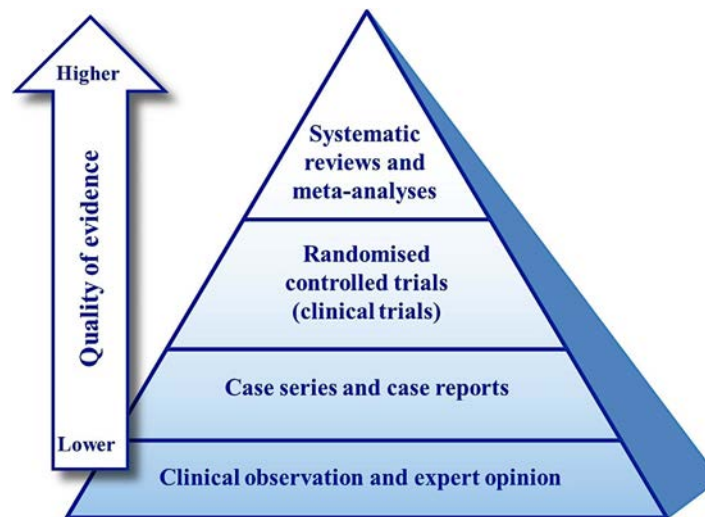 Higher
Quality of evidence
Lower
Systematic
reviews and
meta-analyses
Randomised
controlled trials
(clinical trials)
Case series and case reports
Clinical observation and expert opinion